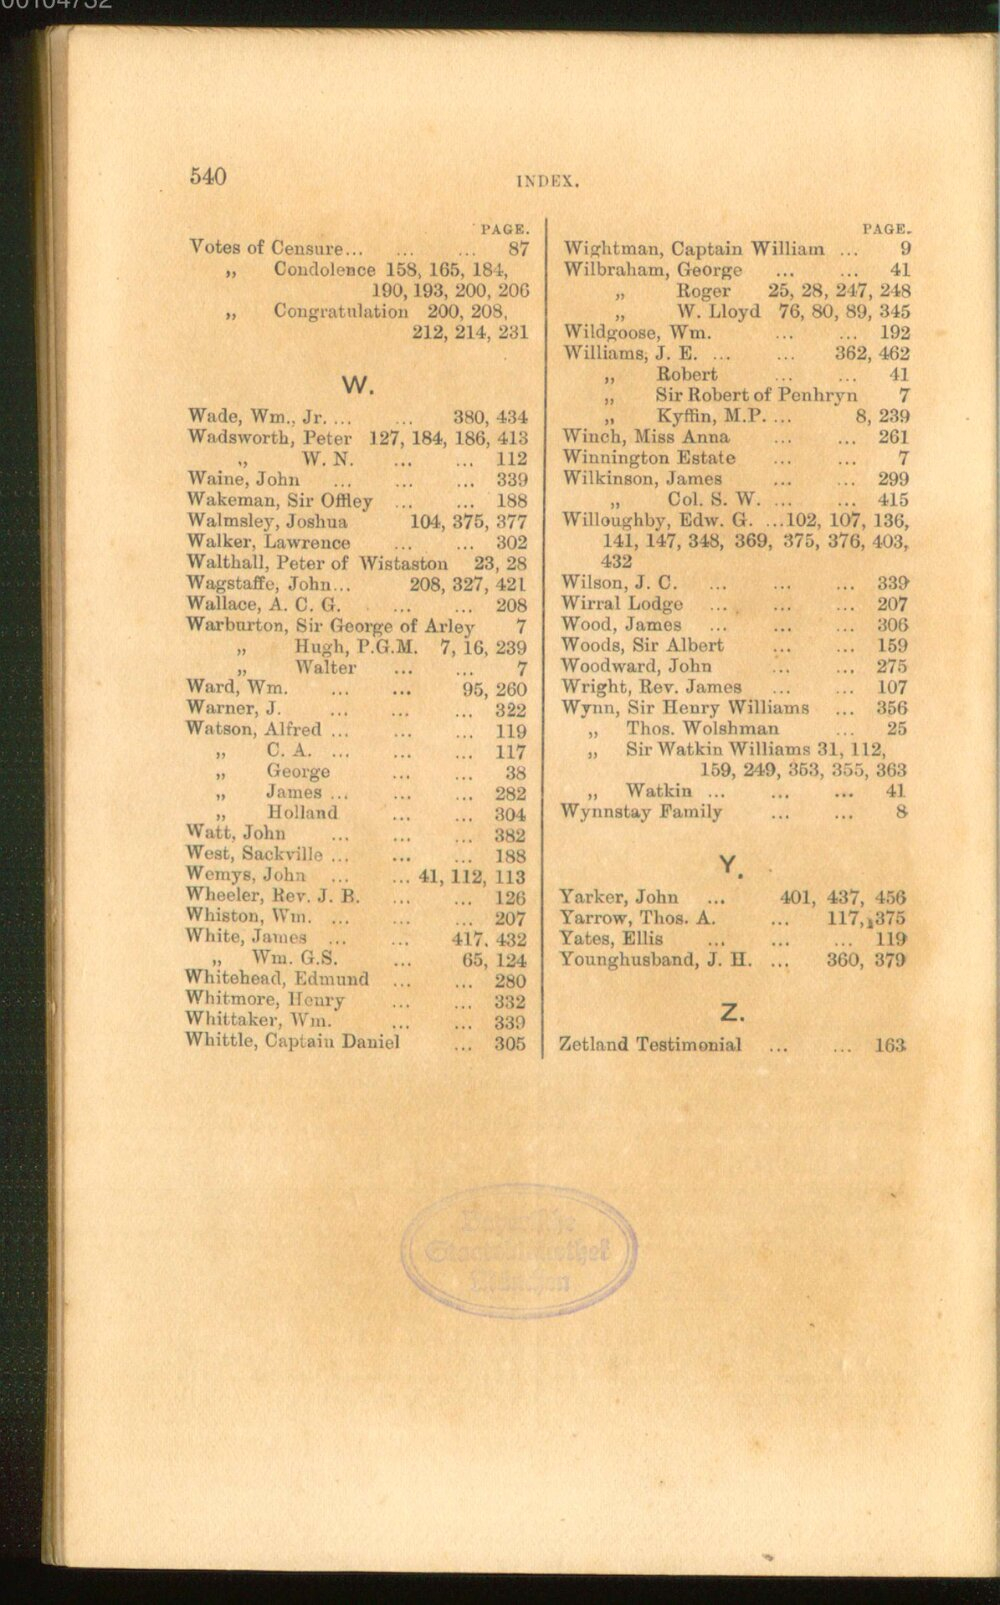 00104732
540
INDEX.
PAGE.
Votes of Censure... ... ... 87
„ Condolence 158, 165, 184,
190, 193, 200, 206
„ Congratulation 200, 208,
212, 214, 231
W.
Wade, Wm., Jr. ... ... 380, 434
Wadsworth, Peter 127, 184, 186, 413
„ W. N. ... ... 112
Waine, John ... ... ... 339
Wakeman, Sir Offley ... ... 188
Walmsley, Joshua 104, 375, 377
Walker, Lawrence ... ... 302
Walthall, Peter of Wistaston 23, 28
Wagstaffe, John... 208, 327, 421
Wallace, A. C. G. ... ... 208
Warburton, Sir George of Arley 7
„ Hugh, P.G.M. 7, 16, 239
„ Walter ... ... 7
Ward, Wm. ... ... 95, 260
Warner, J. ... ... ... 322
Watson, Alfred ... ... ... 119
„ C. A. ... ... ... 117
„ George ... ... 38
„ James ... ... ... 282
„ Holland ... ... 304
Watt, John ... ... ... 382
West, Sackville ... ... ... 188
Wemys, John ... ... 41, 112, 113
Wheeler, Rev. J. B. ... ... 126
Whiston, Wm. ... ... ... 207
White, James ... ... 417. 432
„ Wm. G.S. ... 65, 124
Whitehead, Edmund ... ... 280
Whitmore, Henry ... ... 332
Whittaker, Wm. ... ... 339
Whittle, Captain Daniel ... 305
PAGE.
Wightman, Captain William ... 9
Wilbraham, George ... ... 41
„ Roger 25, 28, 247, 248
„ W. Lloyd 76, 80, 89, 345
Wildgoose, Wm. ... ... 192
Williams, J. E. ... ... 362, 462
„ Robert ... ... 41
„ Sir Robert of Penhryn 7
„ Kyffin, M.P. ... 8, 239
Winch, Miss Anna ... ... 261
Winnington Estate ... ... 7
Wilkinson, James ... ... 299
„ Col. S. W. ... ... 415
Willoughby, Edw. G. ...102, 107, 136,
141, 147, 348, 369, 375, 376, 403,
432
Wilson, J. C. ... ... ... 339
Wirral Lodge ... ... ... 207
Wood, James ... ... ... 306
Woods, Sir Albert ... ... 159
Woodward, John ... ... 275
Wright, Rev. James ... ... 107
Wynn, Sir Henry Williams ... 356
„ Thos. Wolshman ... 25
„ Sir Watkin Williams 31, 112,
159, 249, 353, 355, 363
„ Watkin ... ... ... 41
Wynnstay Family ... ... 8
Y.
Yarker, John ... 401, 437, 456
Yarrow, Thos. A. ... 117, 375
Yates, Ellis ... ... ... 119
Younghusband, J. H. ... 360, 379
Z.
Zetland Testimonial ... ... 163
Bayerische
Staatsbibliothek
München